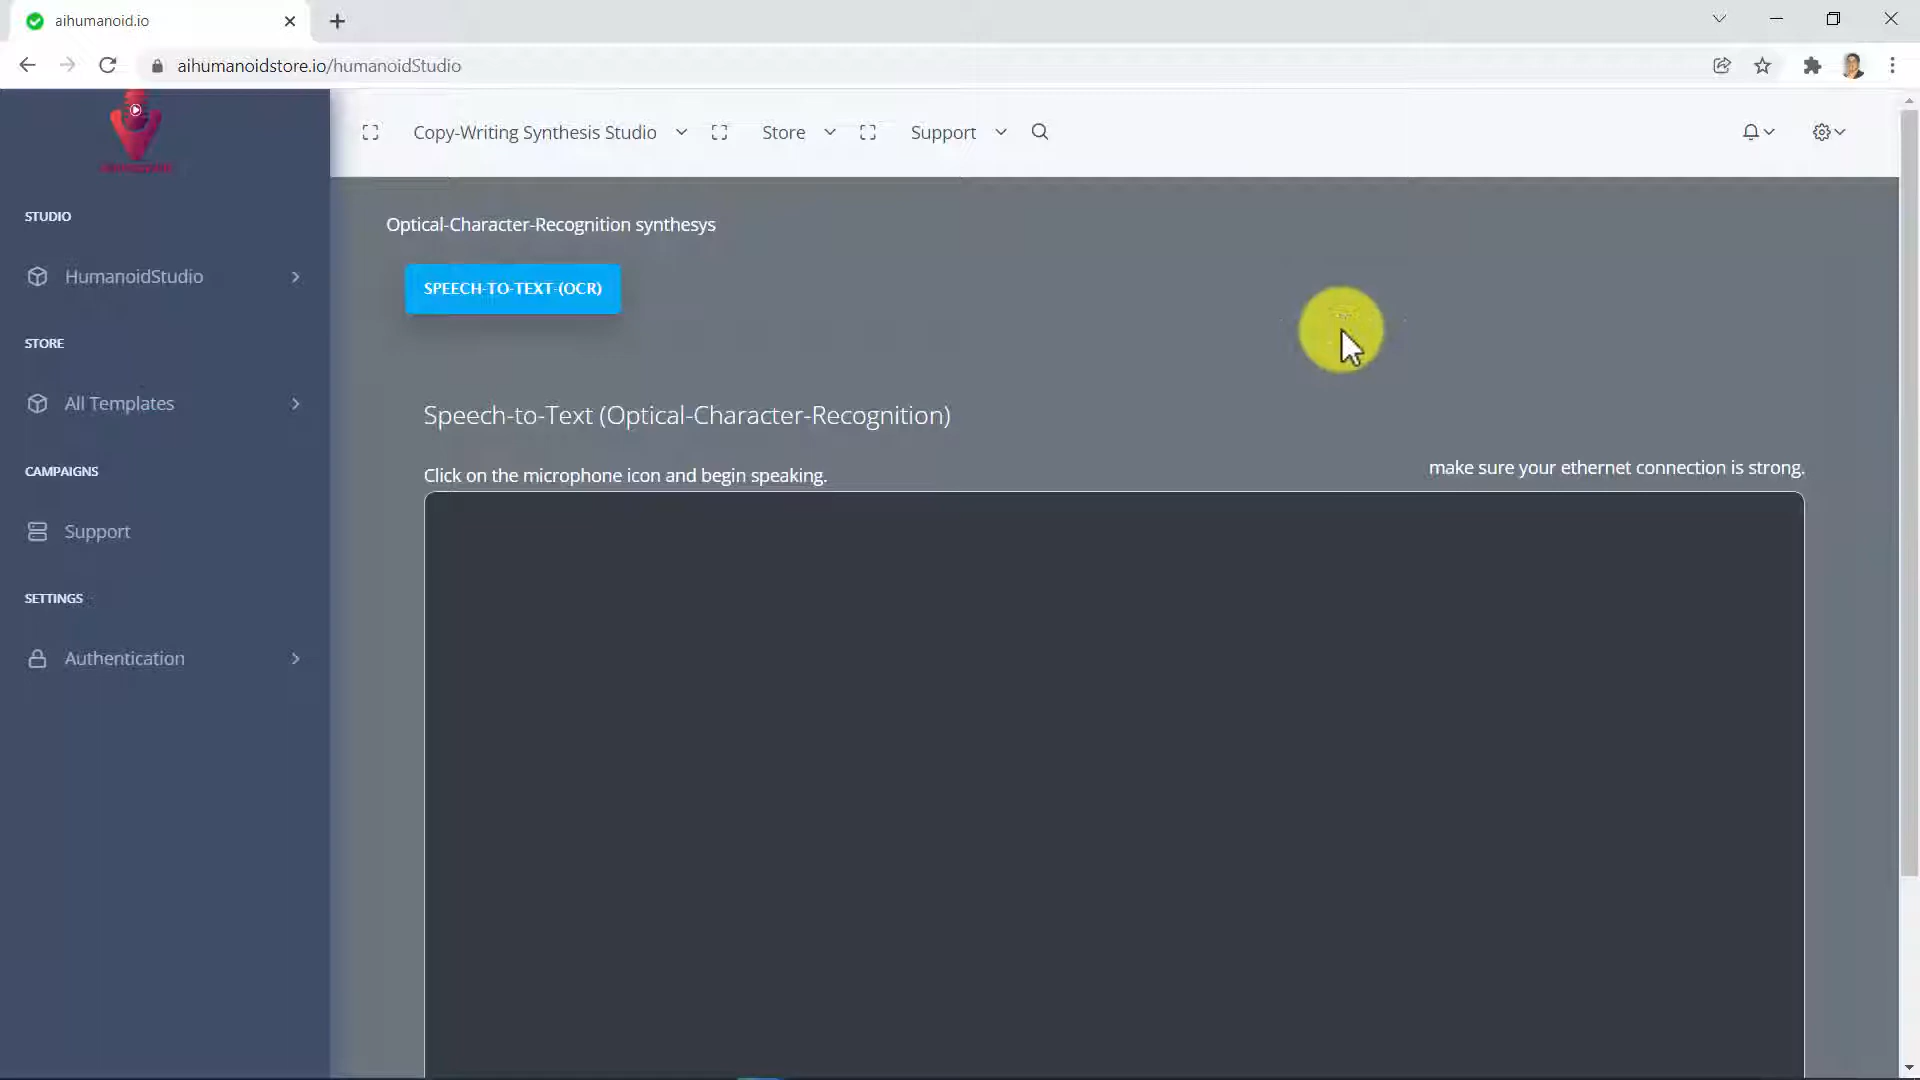 aihumanoid.io
aihumanoidstore.io/humanoidStudio
Copy-Writing Synthesis Studio
Store
Support
STUDIO
HumanoidStudio
STORE
All Templates
CAMPAIGNS
Support
SETTINGS
Authentication
Optical-Character-Recognition synthesys
SPEECH-TO-TEXT-(OCR)
Speech-to-Text (Optical-Character-Recognition)
Click on the microphone icon and begin speaking.
make sure your ethernet connection is strong.